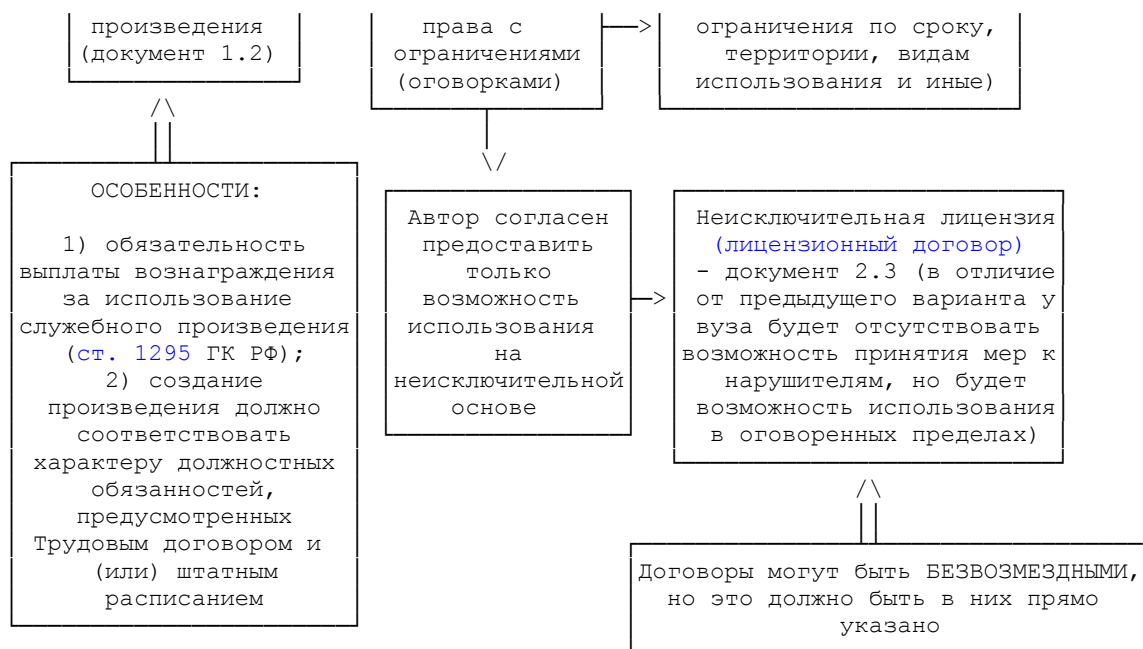 произведения
(документ 1.2)
права с
ограничениями
(оговорками)
ограничения по сроку,
территории, видам
использования и иные)
ОСОБЕННОСТИ:
1) обязательность
выплаты вознаграждения
за использование
служебного произведения
(ст. 1295 ГК РФ);
2) создание
произведения должно
соответствовать
характеру должностных
обязанностей,
предусмотренных
Трудовым договором и
(или) штатным
расписанием
Автор согласен
предоставить
только
возможность
использования
на
неисключительной
основе
Неисключительная лицензия
(лицензионный договор)
- документ 2.3 (в отличие
от предыдущего варианта у
вуза будет отсутствовать
возможность принятия мер к
нарушителям, но будет
возможность использования
в оговоренных пределах)
Договоры могут быть БЕЗВОЗМЕЗДНЫМИ,
но это должно быть в них прямо
указано